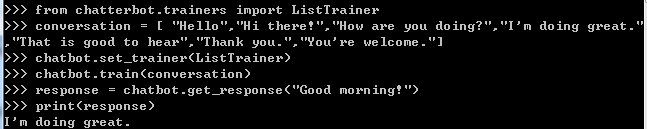 >>> from chatterbot.trainers import ListTrainer
>>> conversation = [ "Hello","Hi there!","How are you doing?","I'm doing great."
,"That is good to hear","Thank you.","You're welcome."]
>>> chatbot.set_trainer(ListTrainer)
>>> chatbot.train(conversation)
>>> response = chatbot.get_response("Good morning!")
>>> print(response)
I'm doing great.